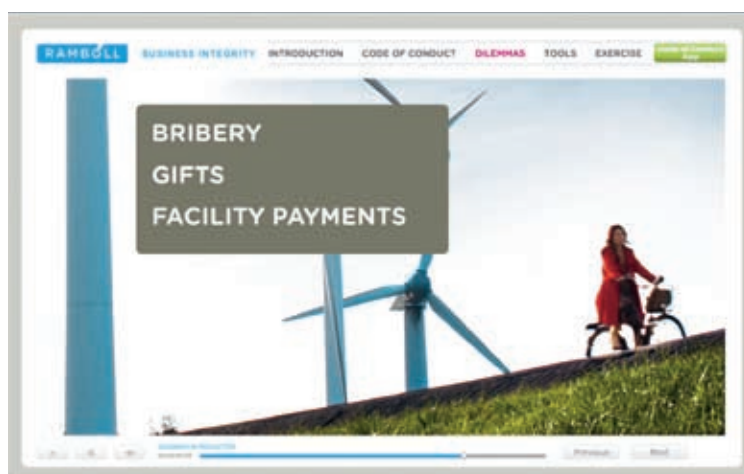 RAMBOLL BUSINESS INTEGRITY INTRODUCTION CODE OF CONDUCT DILEMMAS TOOLS EXERCISE
BRIBERY
GIFTS
FACILITY PAYMENTS
Previous Next